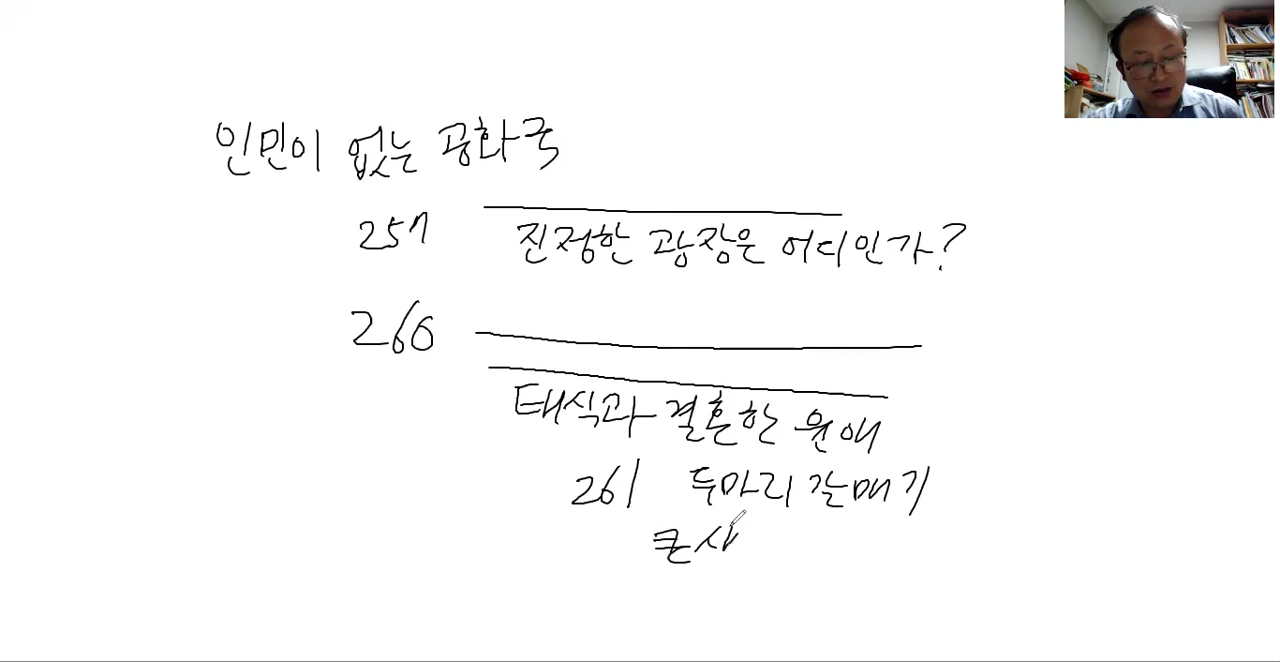 인민이 없는 공화국
257 진정한 광장은 어디인가?
260
태식과 결혼한 윤애
261 두마리 갈매기
큰 사